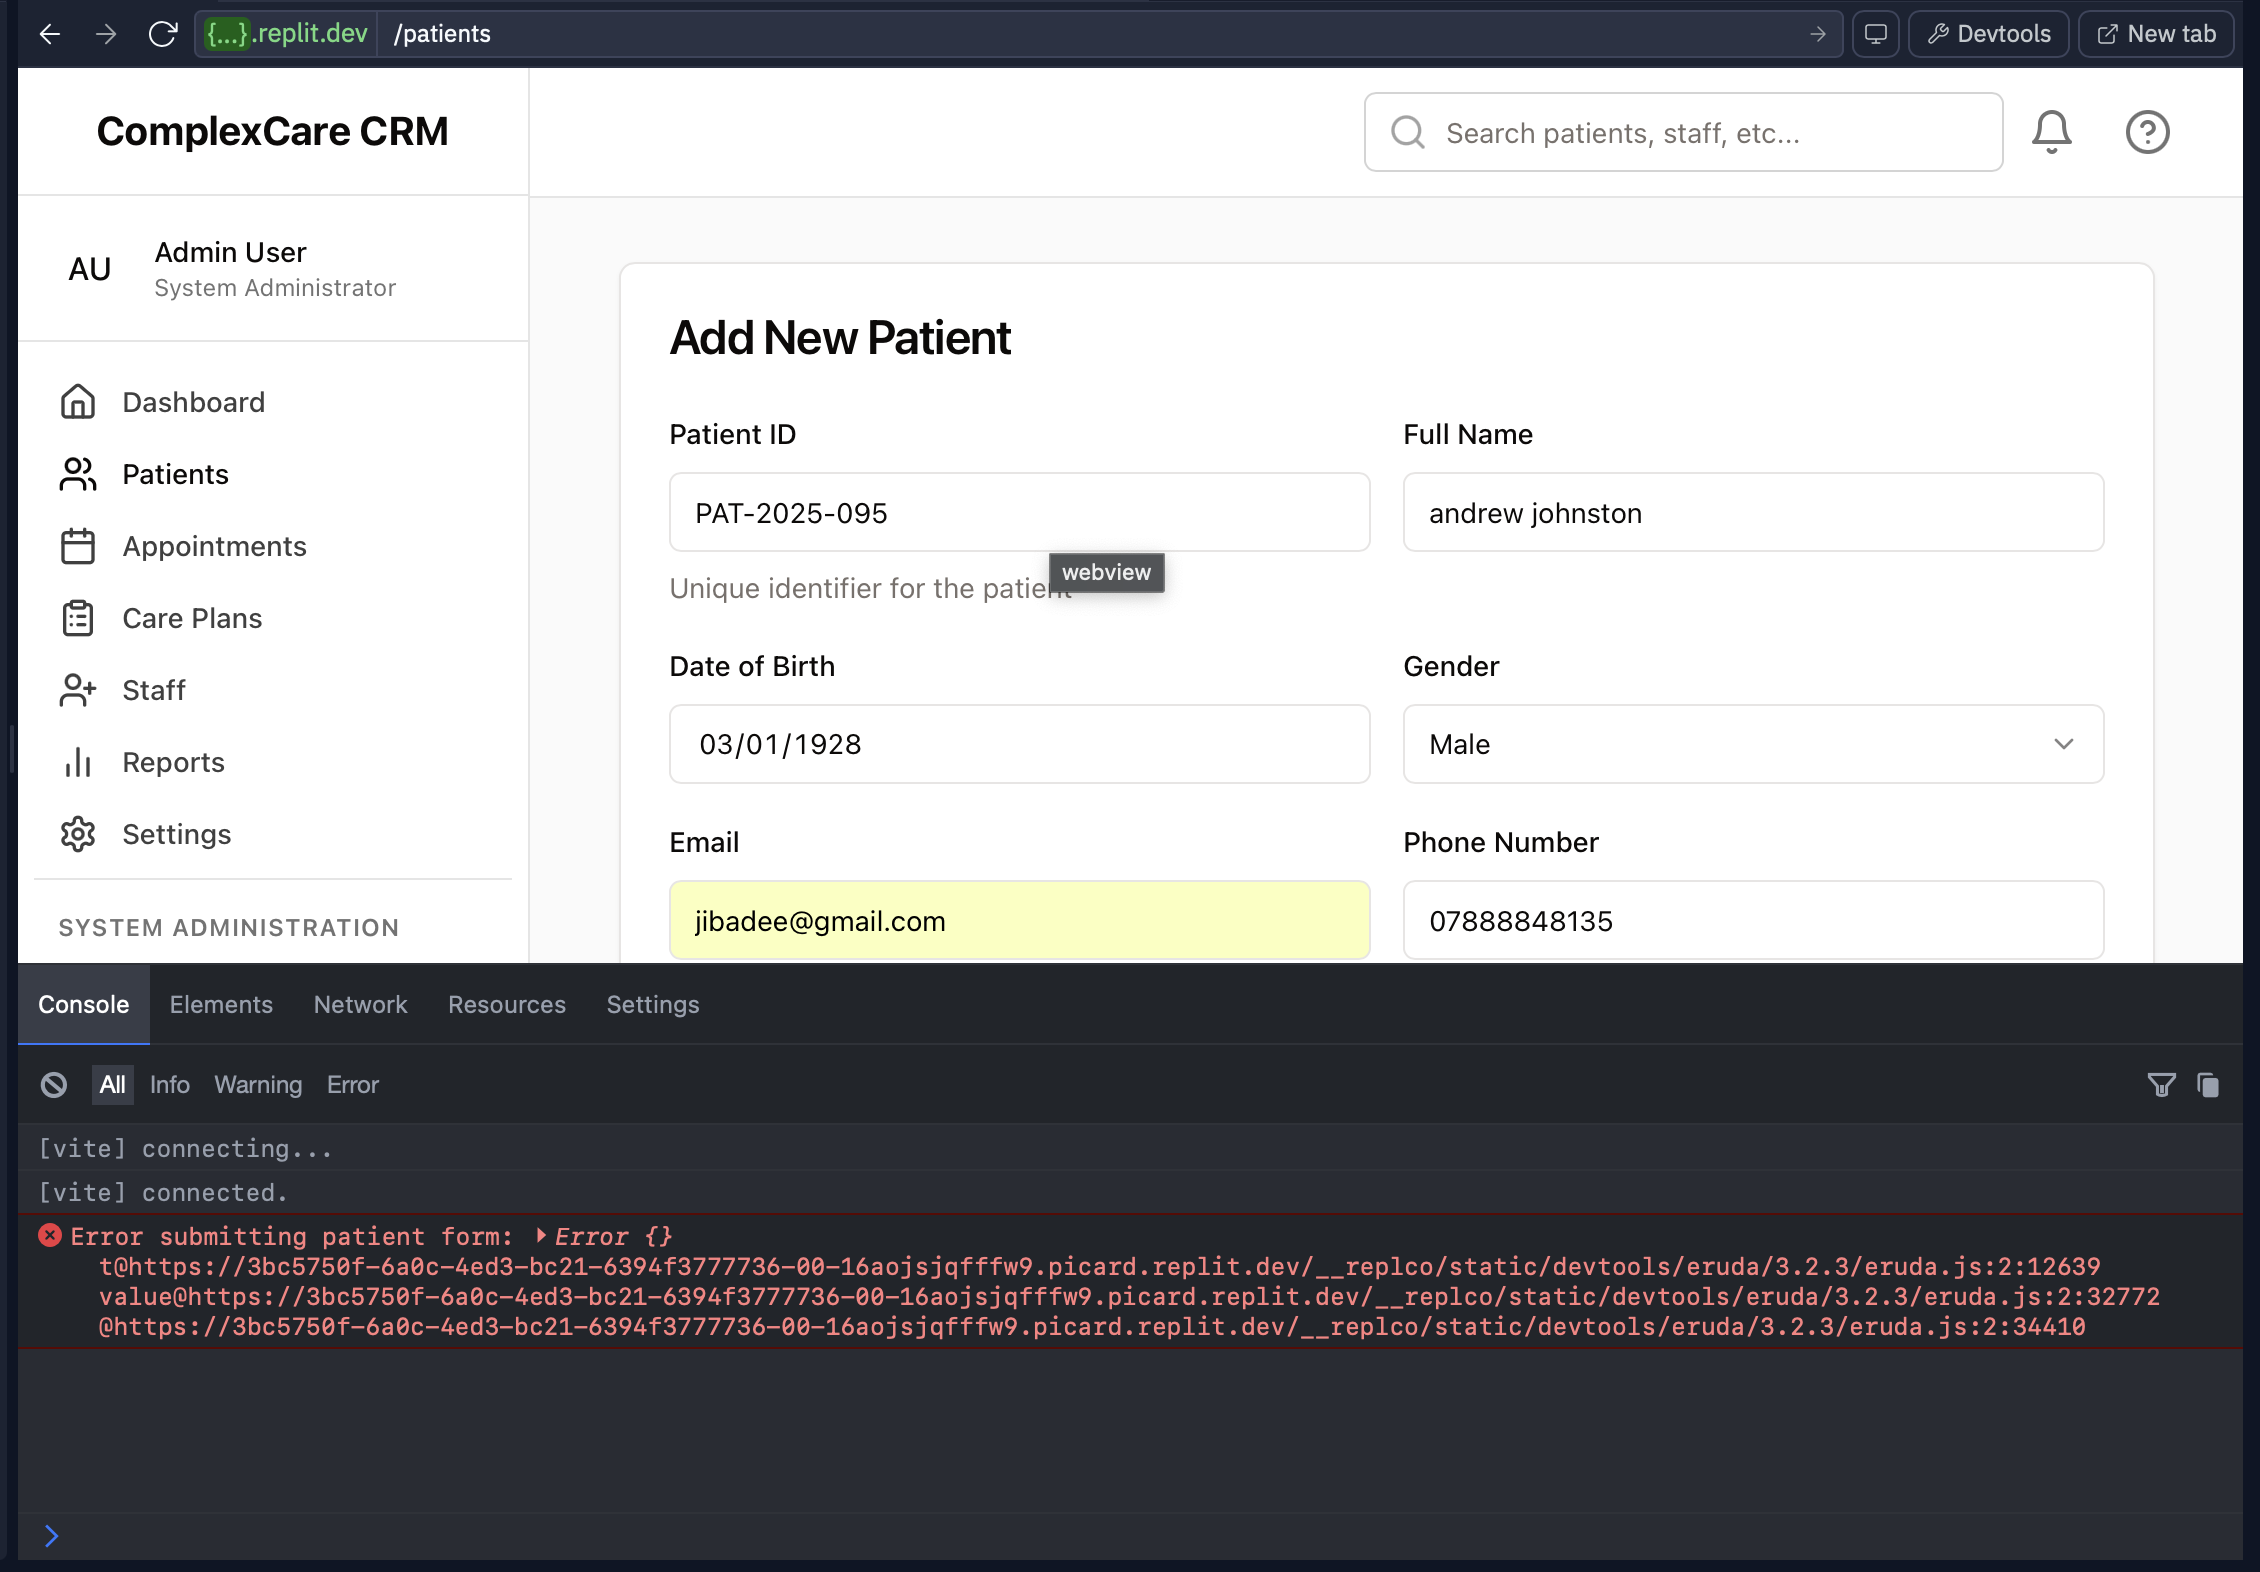 {...}.replit.dev
/patients
Devtools
New tab
ComplexCare CRM
Search patients, staff, etc...
AU
Admin User
System Administrator
Dashboard
Patients
Appointments
Care Plans
Staff
Reports
Settings
SYSTEM ADMINISTRATION
Add New Patient
Patient ID
Full Name
PAT-2025-095
andrew johnston
webview
Unique identifier for the patient
Date of Birth
Gender
03/01/1928
Male
Email
Phone Number
jibadee@gmail.com
07888848135
Console Elements Network Resources Settings
All Info Warning Error
[vite] connecting...
[vite] connected.
Error submitting patient form: Error {}
t@https://3bc5750f-6a0c-4ed3-bc21-6394f3777736-00-16aojsjqfffw9.picard.replit.dev/__replco/static/devtools/eruda/3.2.3/eruda.js:2:12639
value@https://3bc5750f-6a0c-4ed3-bc21-6394f3777736-00-16aojsjqfffw9.picard.replit.dev/__replco/static/devtools/eruda/3.2.3/eruda.js:2:32772
@https://3bc5750f-6a0c-4ed3-bc21-6394f3777736-00-16aojsjqfffw9.picard.replit.dev/__replco/static/devtools/eruda/3.2.3/eruda.js:2:34410